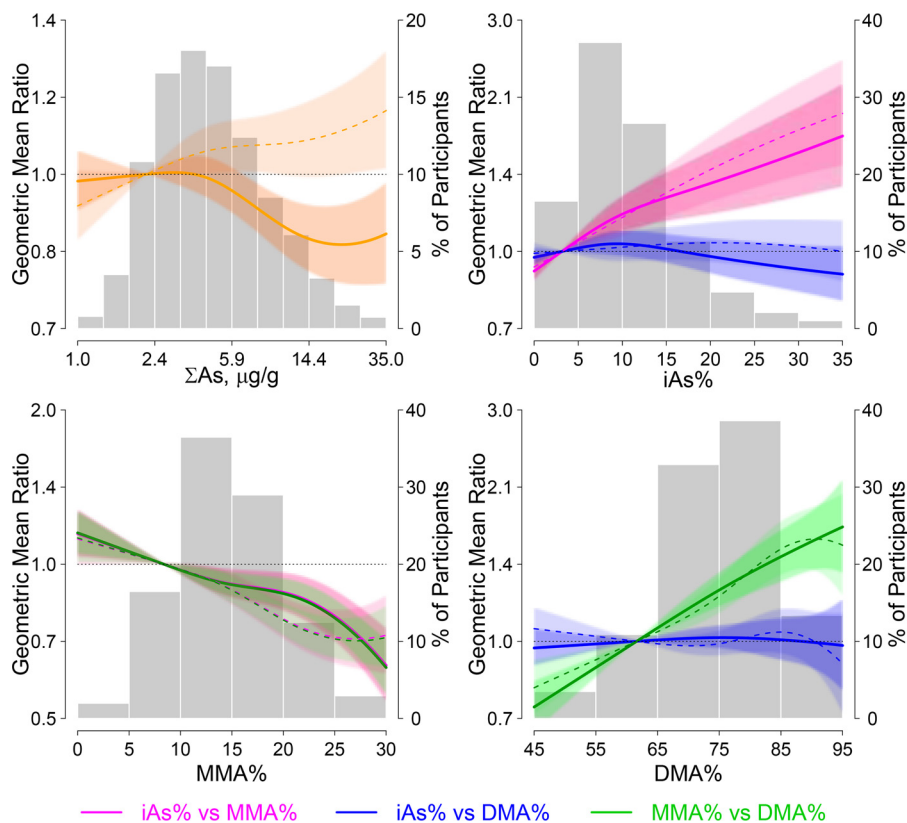 1.4
1.2
1.0
0.8
0.7
Geometric Mean Ratio
20
15
10
5
0
% of Participants
1.0 2.4 5.9 14.4 35.0
ΣAs, μg/g
3.0
2.1
1.4
1.0
0.7
Geometric Mean Ratio
40
30
20
10
0
% of Participants
0 5 10 15 20 25 30 35
iAs%
2.0
1.4
1.0
0.7
0.5
Geometric Mean Ratio
40
30
20
10
0
% of Participants
0 5 10 15 20 25 30
MMA%
3.0
2.1
1.4
1.0
0.7
Geometric Mean Ratio
40
30
20
10
0
% of Participants
45 55 65 75 85 95
DMA%
iAs% vs MMA% iAs% vs DMA% MMA% vs DMA%